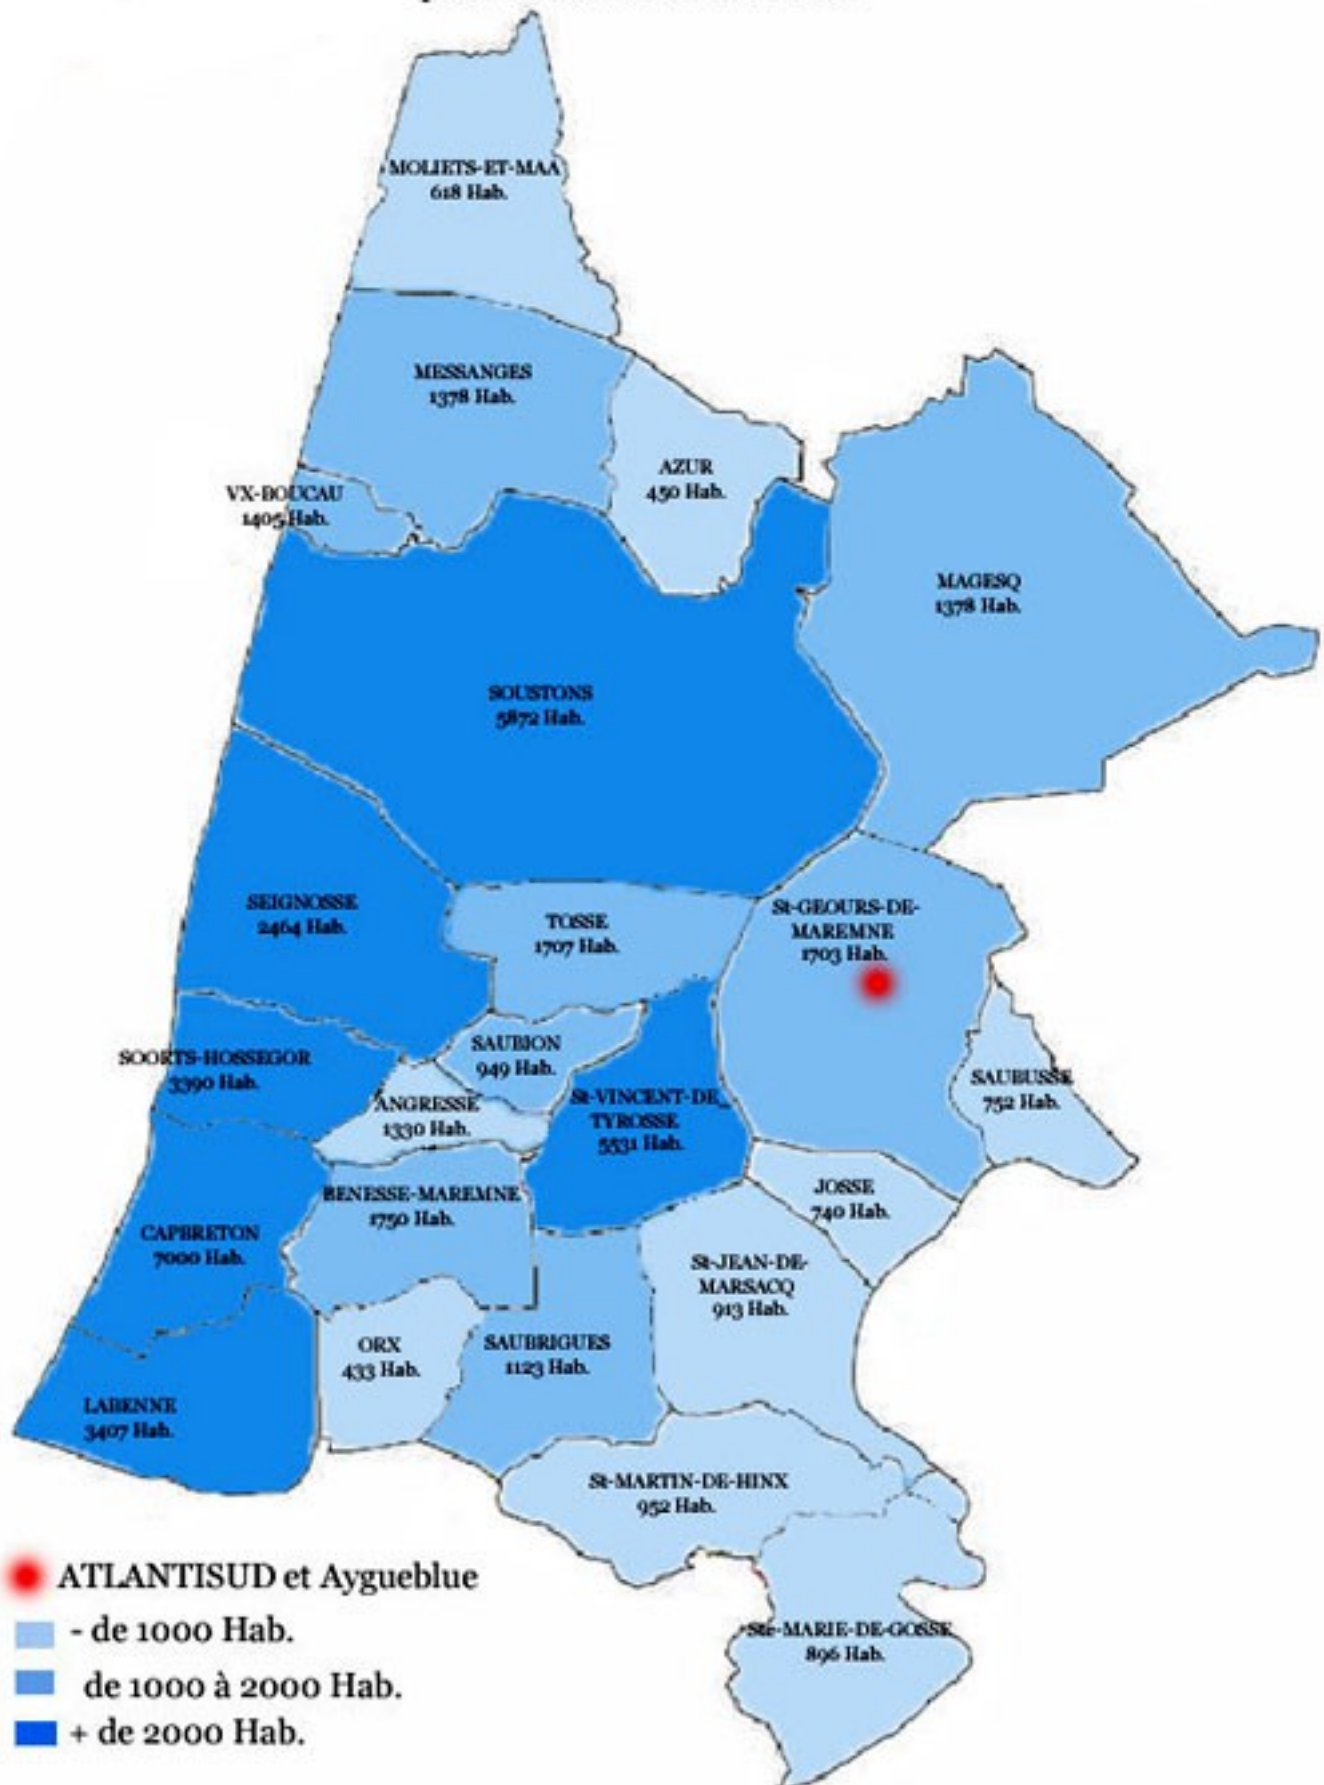 MOLIETS-ET-MAA
618 Hab.
MESSANGES
1378 Hab.
AZUR
450 Hab.
VX-BOUCAU
1405 Hab.
MAGESQ
1378 Hab.
SOUSTONS
5872 Hab.
SEIGNOSSE
2464 Hab.
TOSSE
1707 Hab.
St-GEOURS-DE-
MAREMNE
1703 Hab.
SOORTS-HOSSEGOR
3390 Hab.
SAUBION
949 Hab.
ANGRESSE
1330 Hab.
St-VINCENT-DE_
TYROSSE
5531 Hab.
SAUBUSSE
752 Hab.
BENESSE-MAREMNE
1750 Hab.
JOSSE
740 Hab.
CAPBRETON
7000 Hab.
St-JEAN-DE-
MARSACQ
913 Hab.
ORX
433 Hab.
SAUBRIGUES
1123 Hab.
LABENNE
3407 Hab.
St-MARTIN-DE-HINX
952 Hab.
Ste-MARIE-DE-GOSSE
896 Hab.
ATLANTISUD et Aygueblue
- de 1000 Hab.
de 1000 à 2000 Hab.
+ de 2000 Hab.